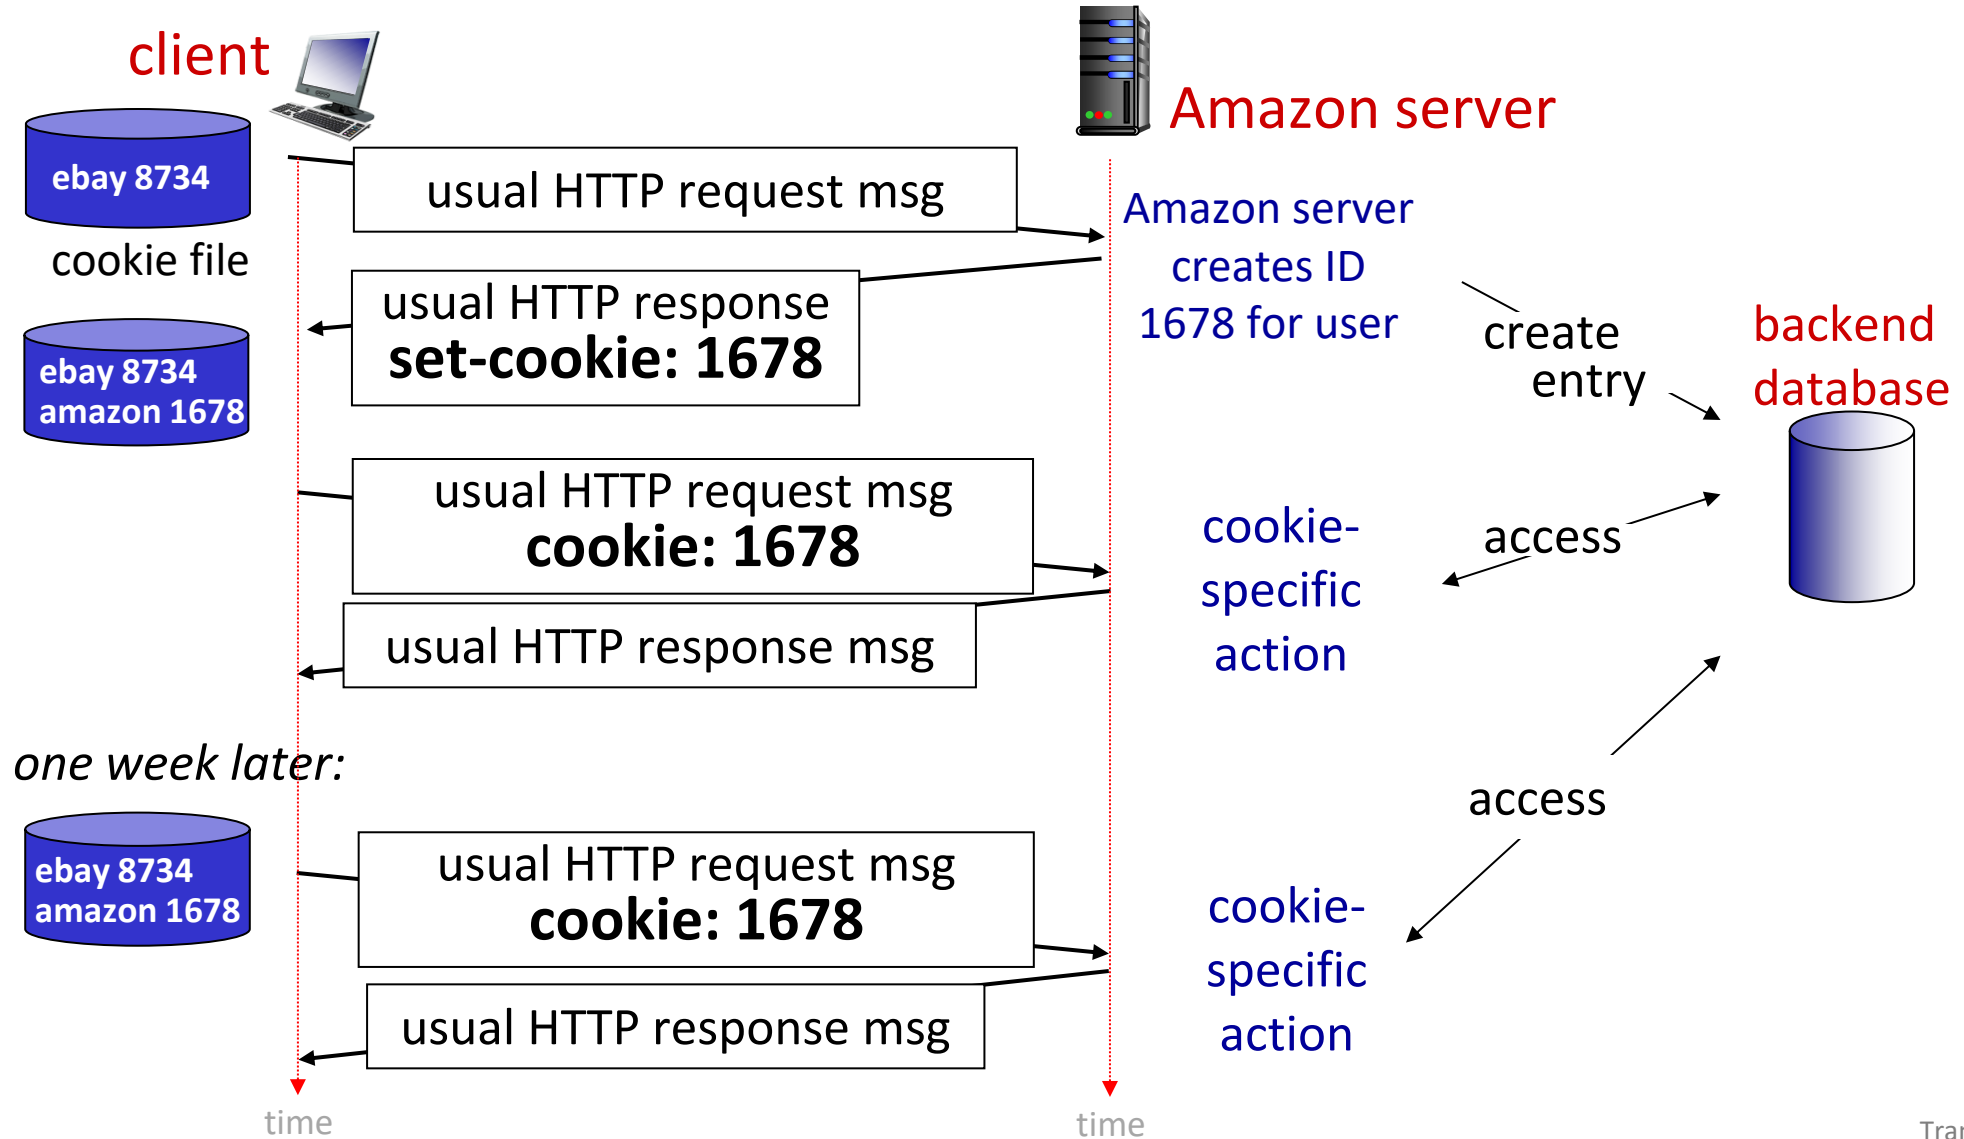 client
Amazon server
ebay 8734
cookie file
usual HTTP request msg
Amazon server
creates ID
1678 for user
usual HTTP response
set-cookie: 1678
create
entry
backend
database
ebay 8734
amazon 1678
usual HTTP request msg
cookie: 1678
cookie-
specific
action
access
usual HTTP response msg
one week later:
access
ebay 8734
amazon 1678
usual HTTP request msg
cookie: 1678
cookie-
specific
action
usual HTTP response msg
time
time